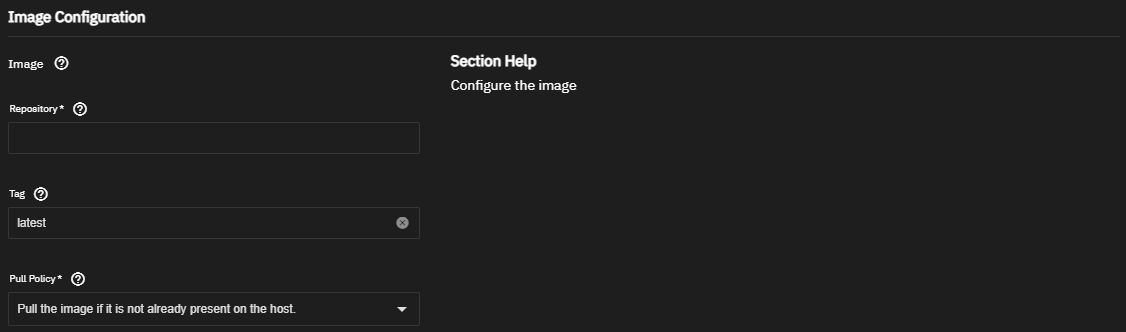 Image Configuration
Image
Section Help
Configure the image
Repository *
Tag
latest
Pull Policy *
Pull the image if it is not already present on the host.